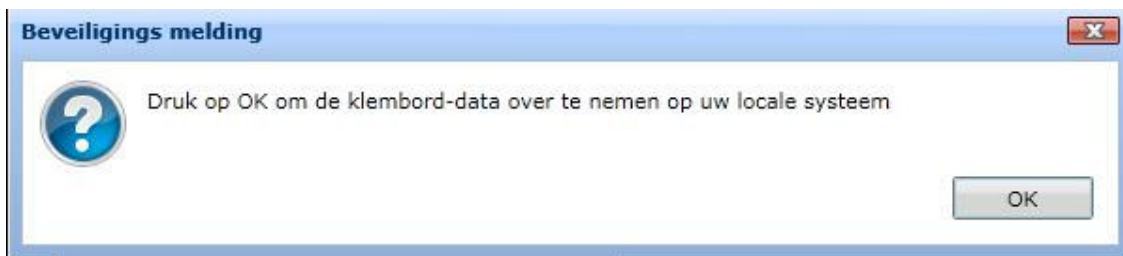 Beveiligings melding
Druk op OK om de klembord-data over te nemen op uw locale systeem
OK